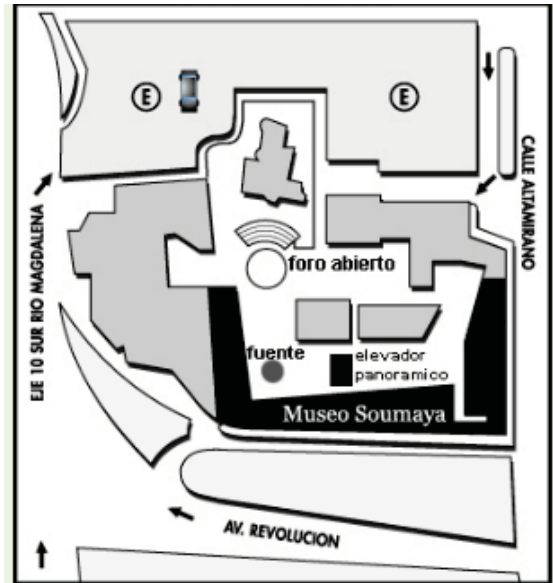 E
E
CALLE ALTAMIRANO
EJE 10 SUR RIO MAGDALENA
foro abierto
fuente
elevador
panoramico
Museo Soumaya
AV. REVOLUCION